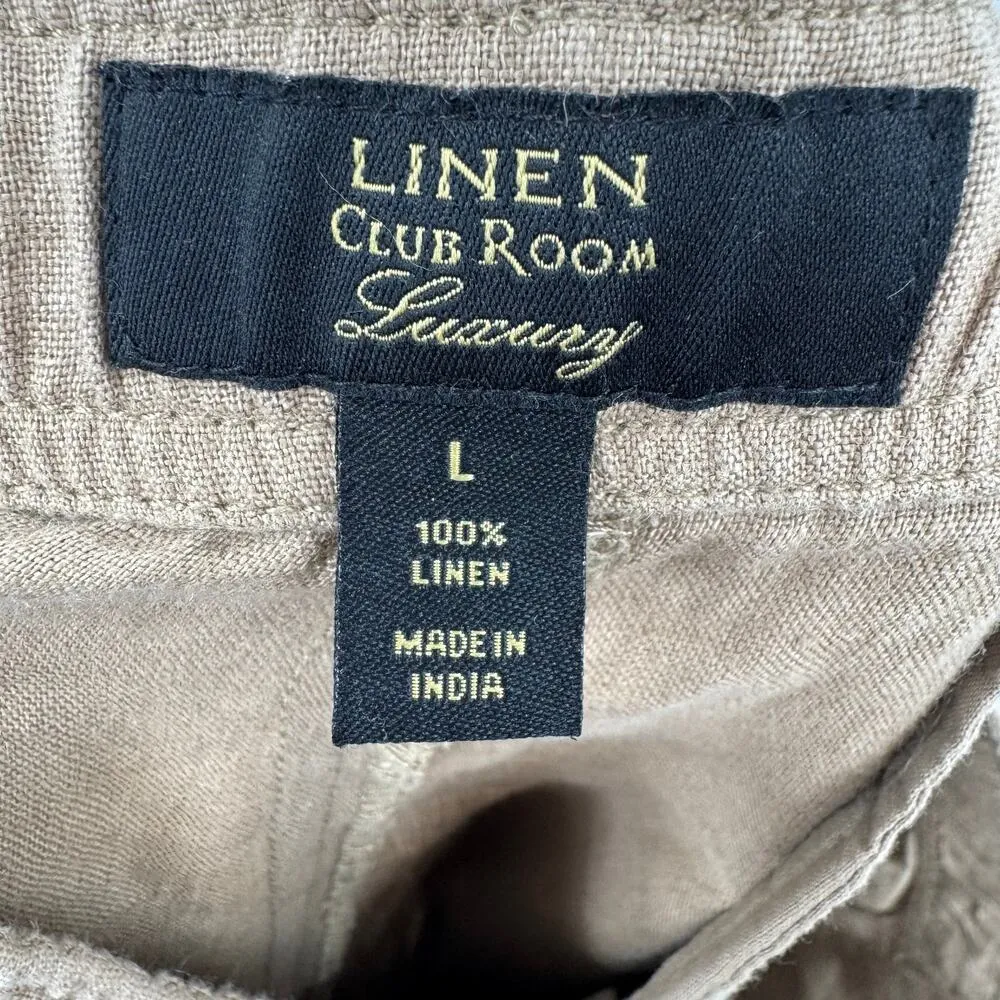 LINEN
CLUB ROOM
Luxury
L
100%
LINEN
MADE IN
INDIA